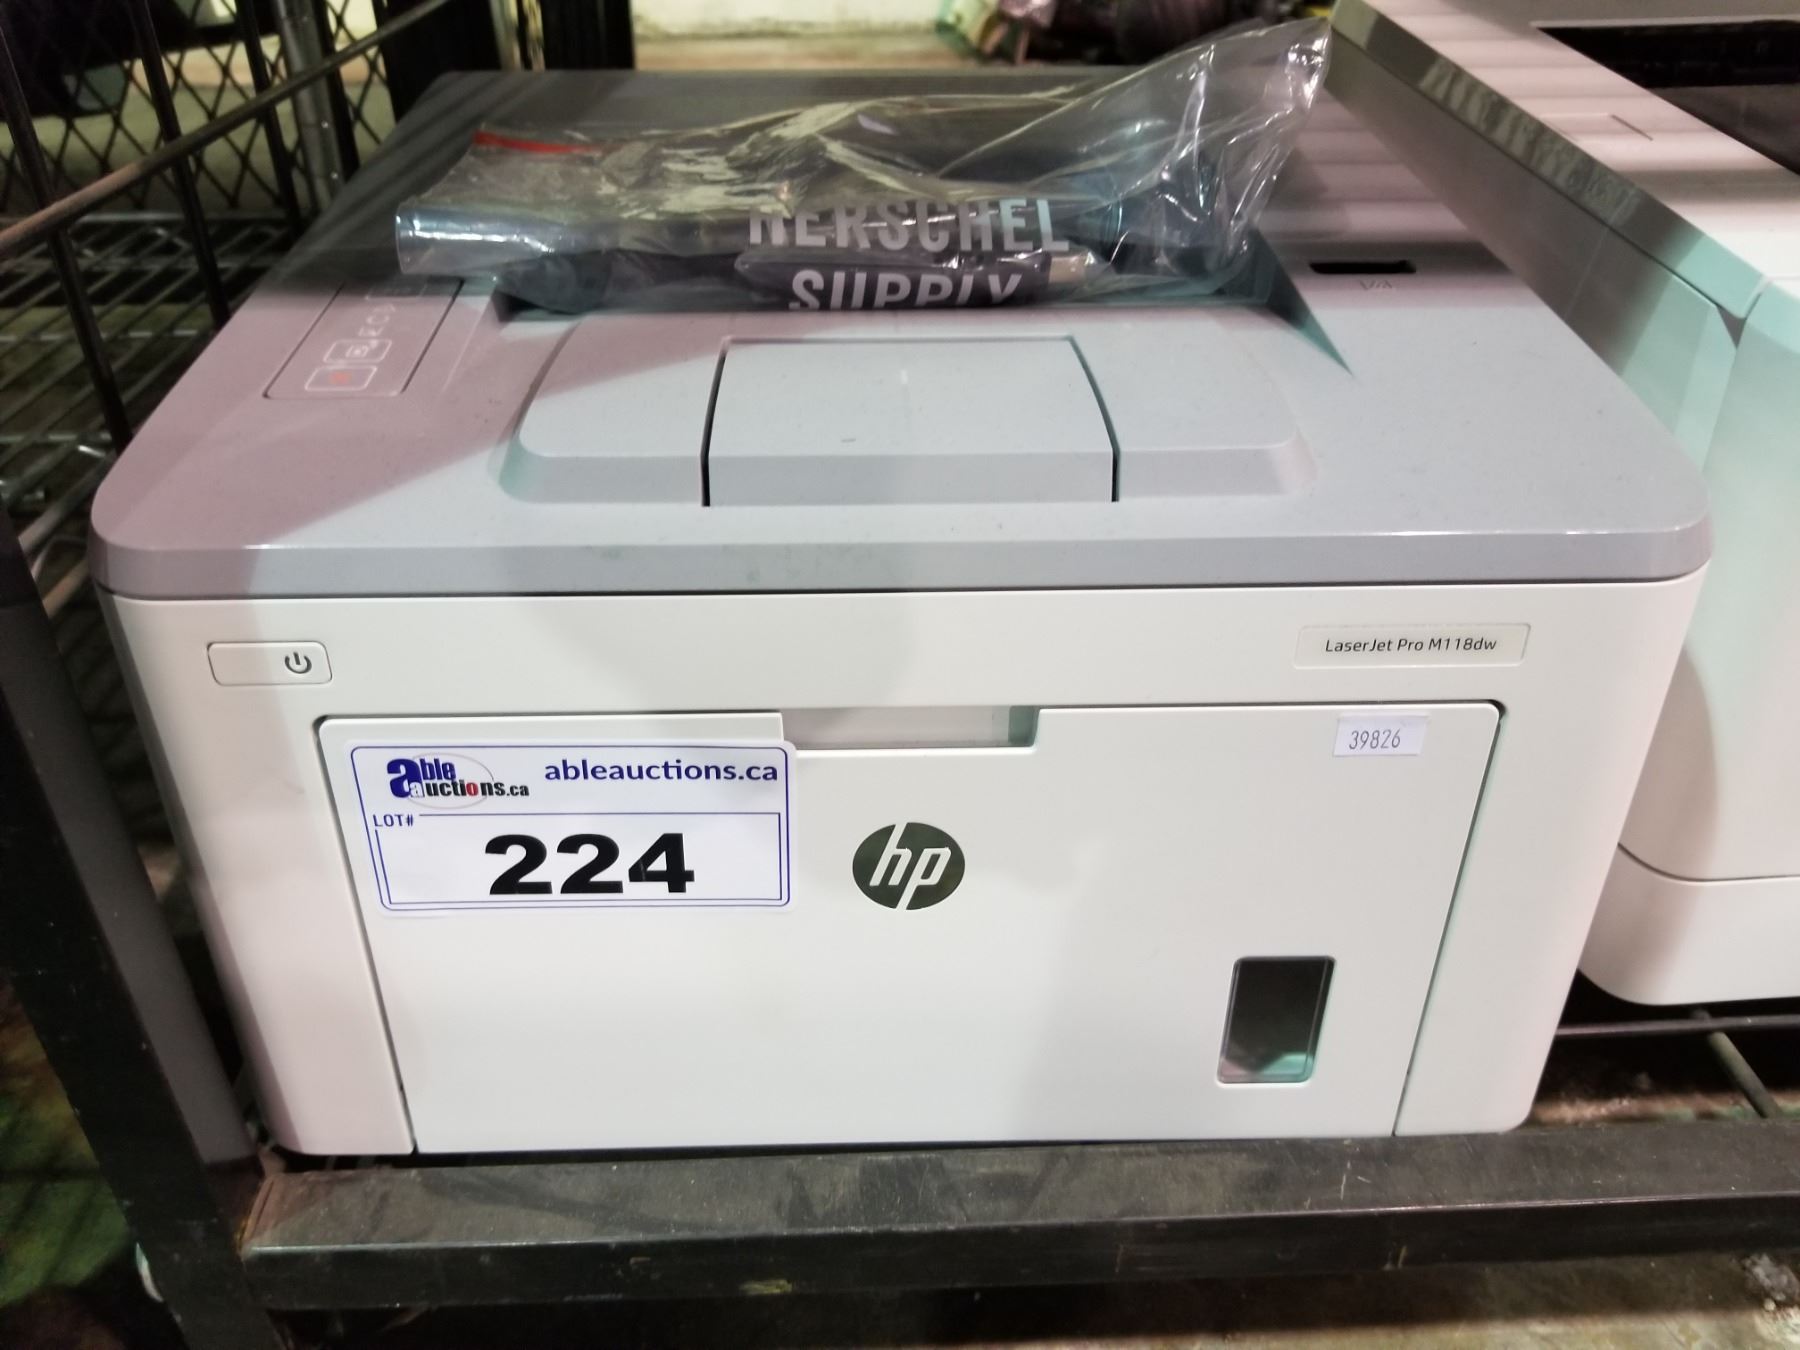 HERSCHEL
SUPPLY
LaserJet Pro M118dw
39826
able auctions.ca
ableauctions.ca
LOT#
224
hp